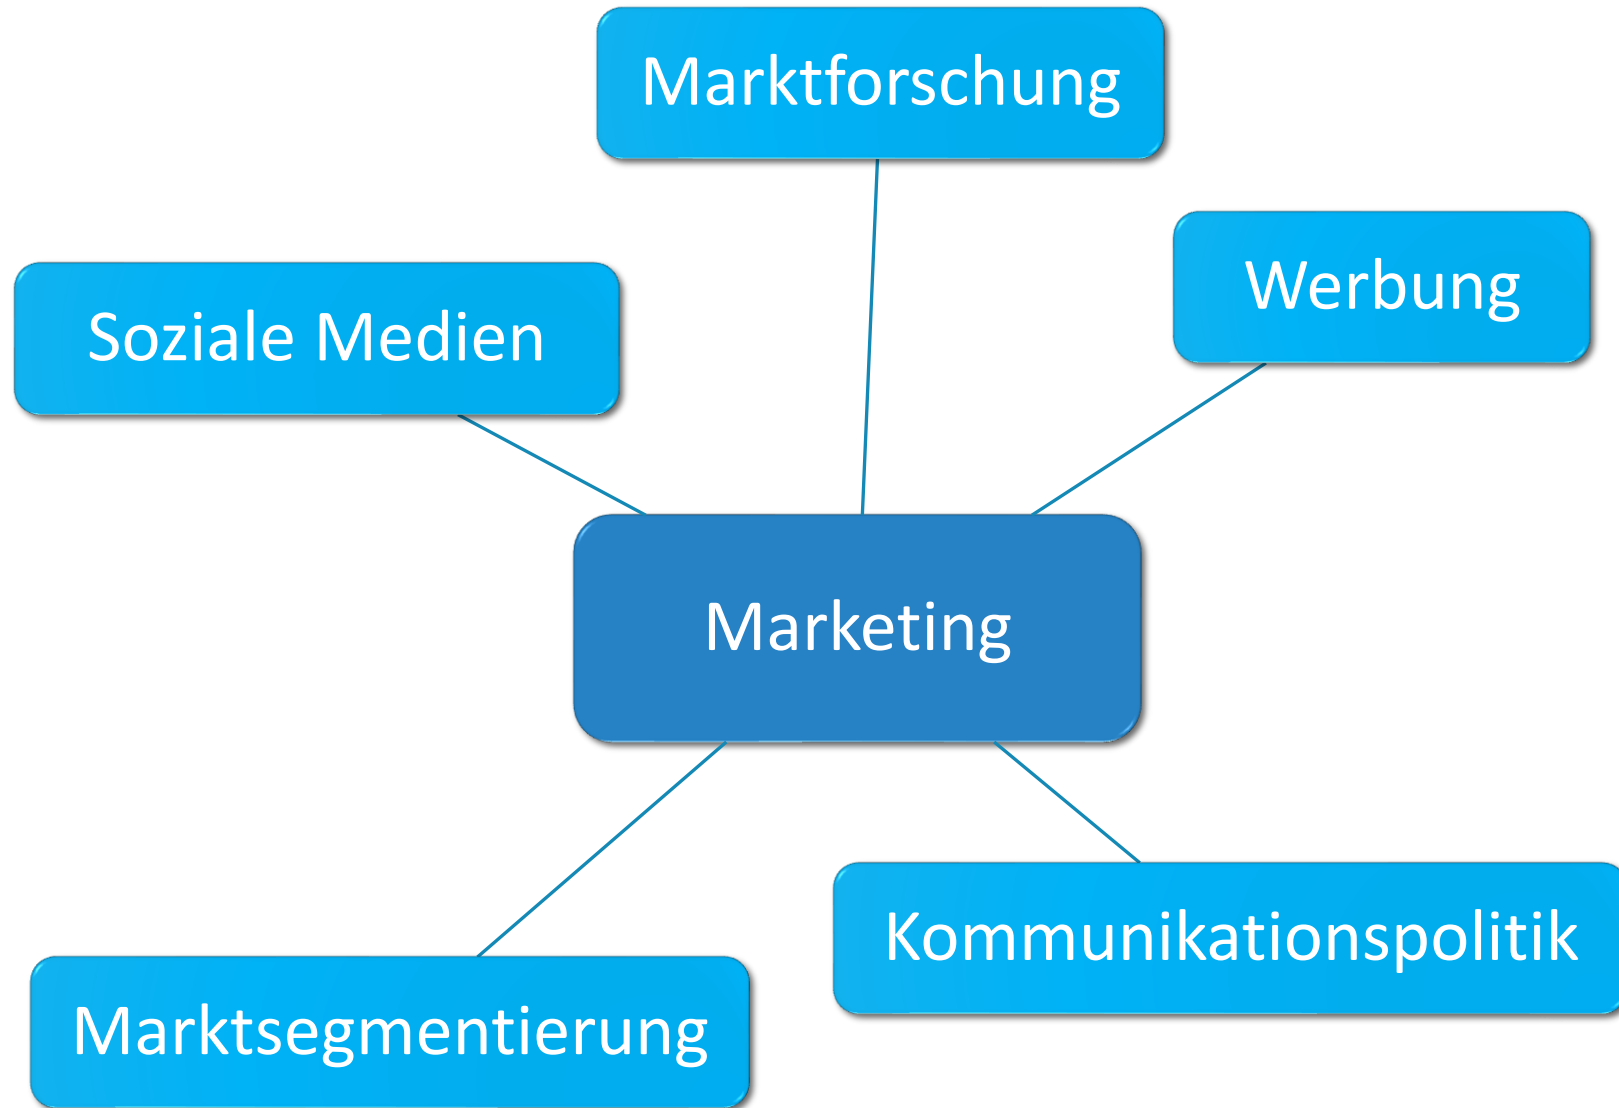 Marktforschung
Werbung
Soziale Medien
Marketing
Kommunikationspolitik
Marktsegmentierung